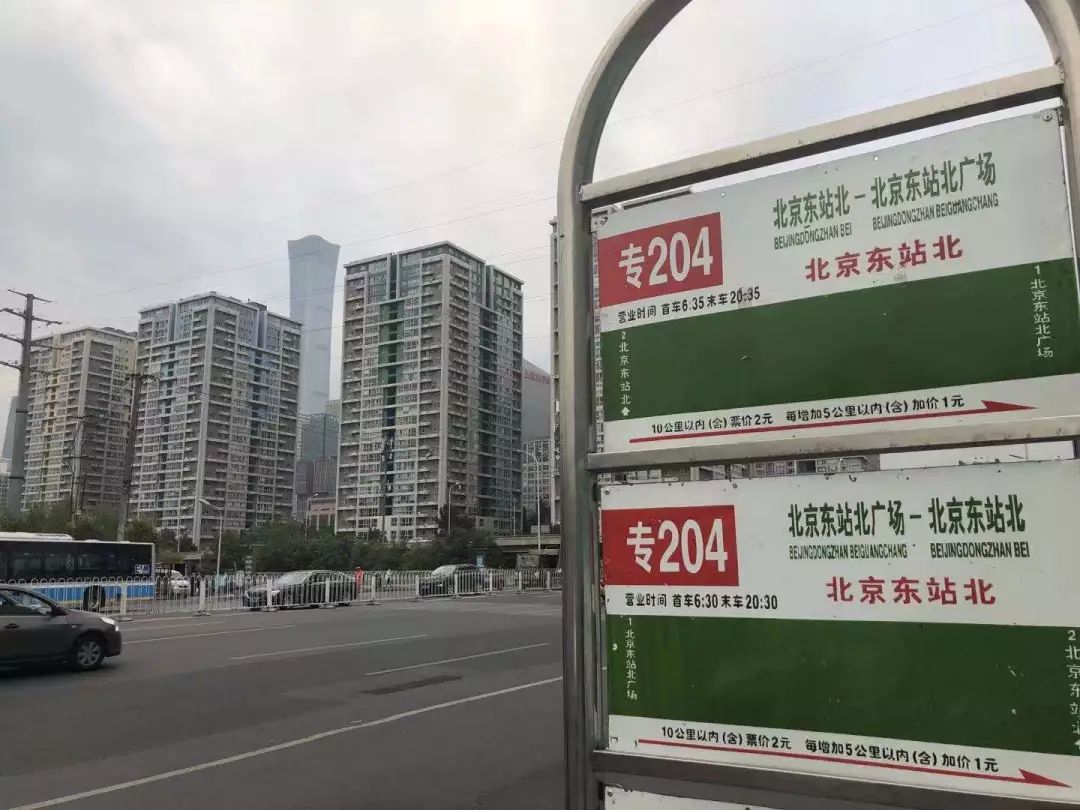 北京东站北－北京东站北广场
BEIJINGDONGZHAN BEI BEIJINGDONGZHAN BEIGUANGCHANG
专204
北京东站北
营业时间 首车6:35 末车20:35
2北京东站北
1北京东站北广场
10公里以内(含)票价2元 每增加5公里以内(含)加价1元
北京东站北广场－北京东站北
BEIJINGDONGZHAN BEIGUANGCHANG BEIJINGDONGZHAN BEI
专204
北京东站北
营业时间 首车6:30 末车20:30
1北京东站北广场
2北京东站北
10公里以内(含)票价2元 每增加5公里以内(含)加价1元